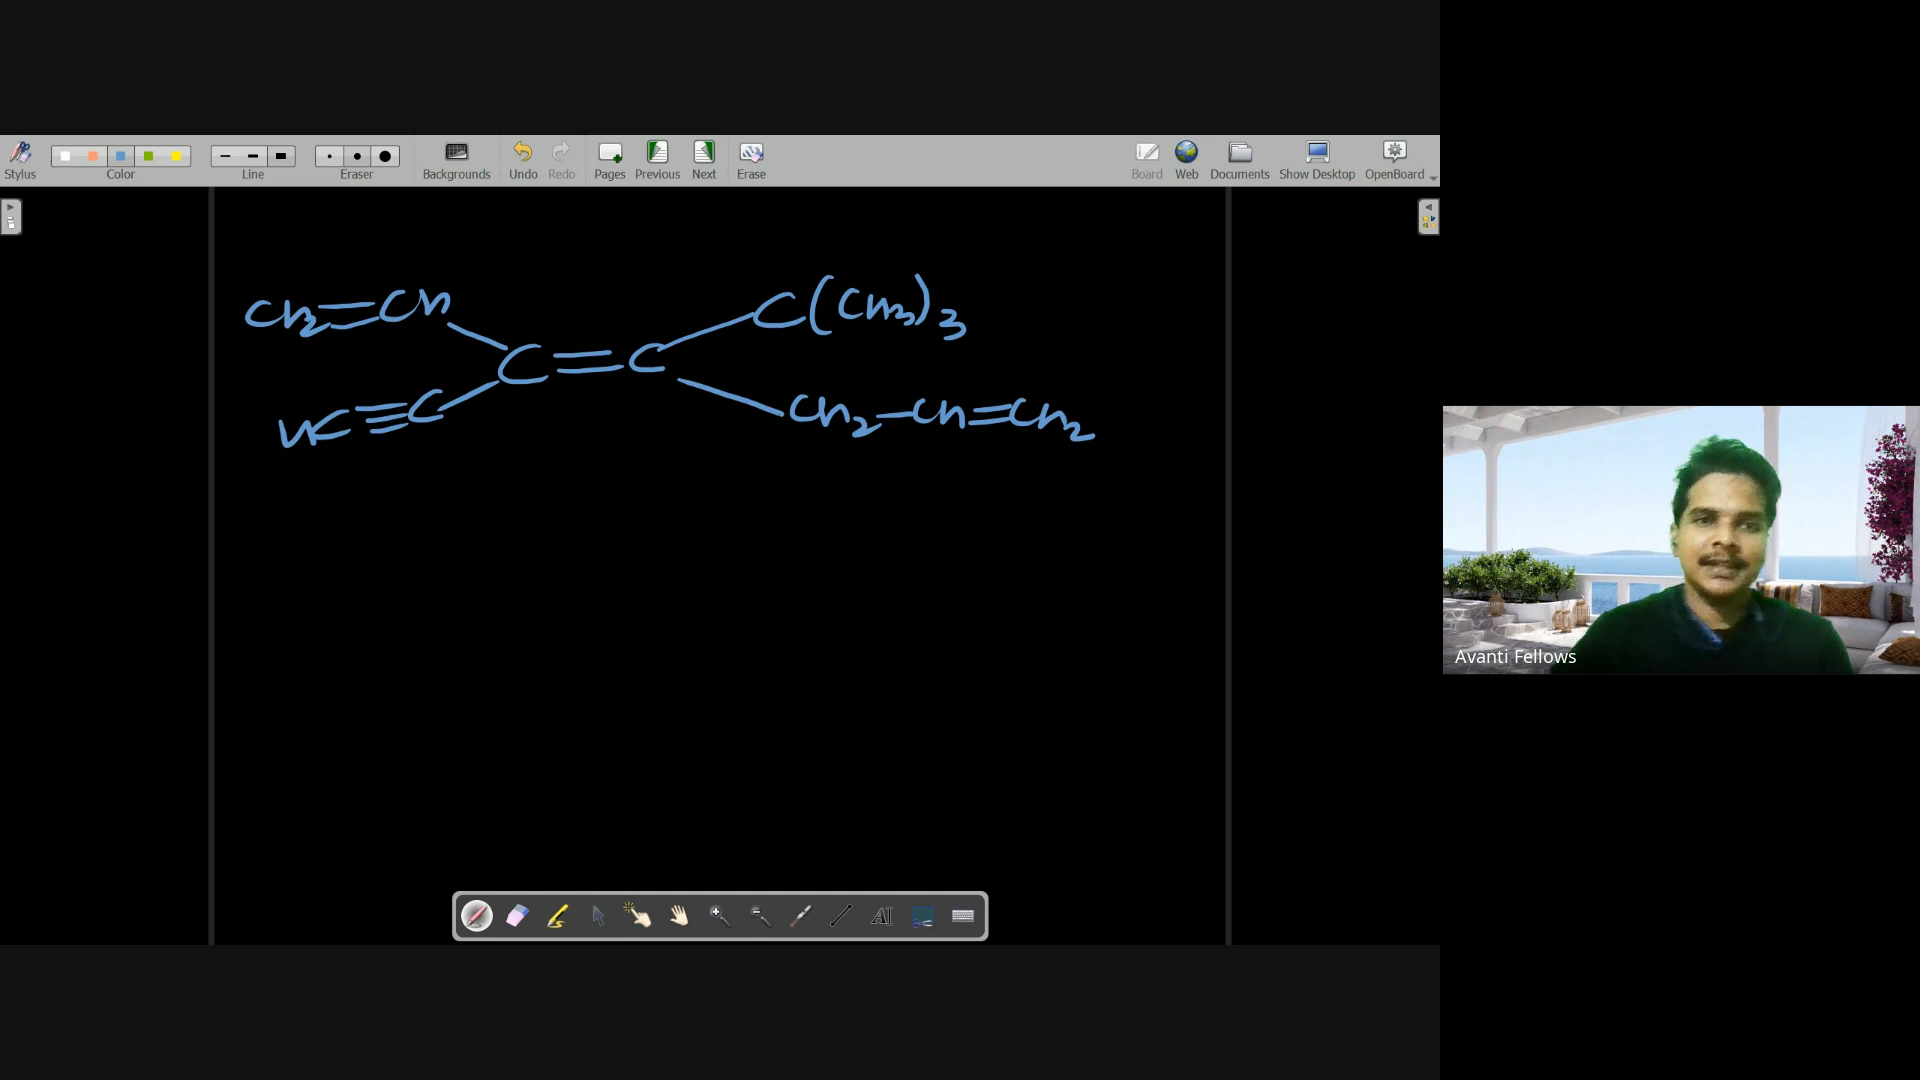 Stylus Color Line Eraser Backgrounds Undo Redo Pages Previous Next Erase Board Web Documents Show Desktop OpenBoard
CH2=CH C(CH3)3
C=C
HC≡C CH2-CH=CH2
Avanti Fellows
AI